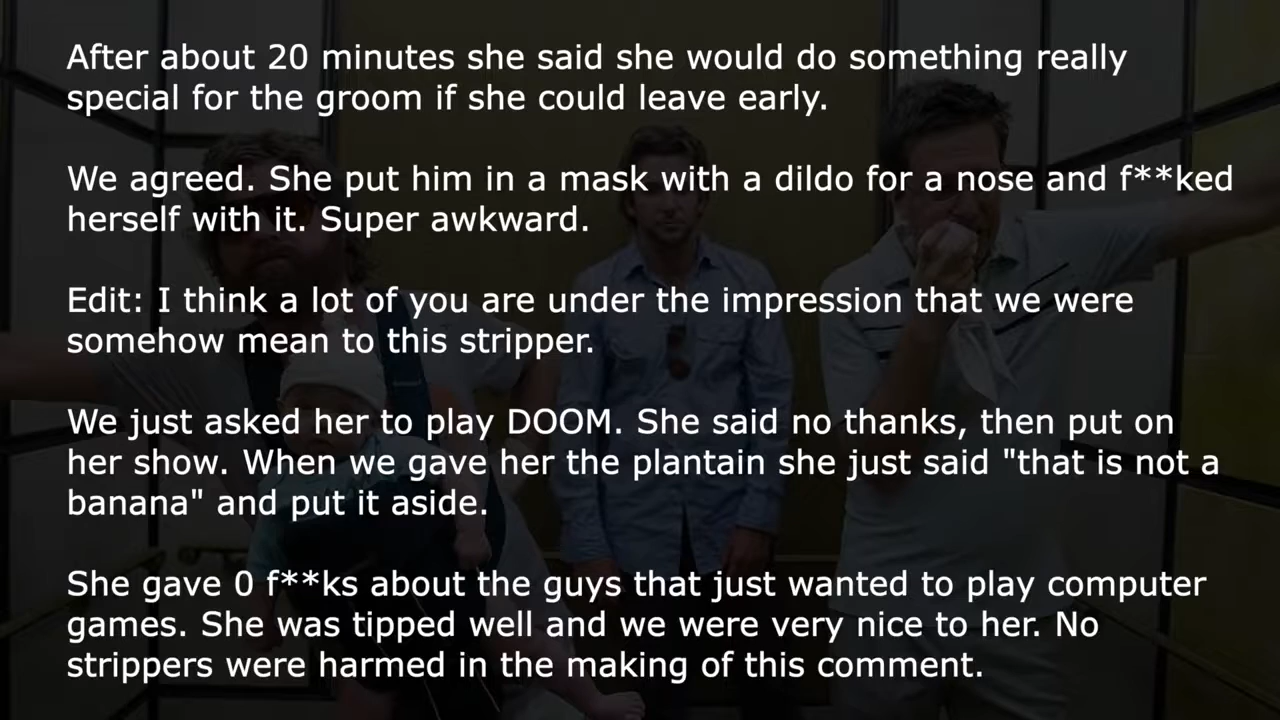 After about 20 minutes she said she would do something really
special for the groom if she could leave early.
We agreed. She put him in a mask with a dildo for a nose and f**ked
herself with it. Super awkward.
Edit: I think a lot of you are under the impression that we were
somehow mean to this stripper.
We just asked her to play DOOM. She said no thanks, then put on
her show. When we gave her the plantain she just said "that is not a
banana" and put it aside.
She gave 0 f**ks about the guys that just wanted to play computer
games. She was tipped well and we were very nice to her. No
strippers were harmed in the making of this comment.